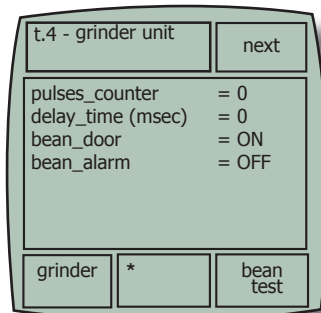 t.4 - grinder unit
next
pulses_counter = 0
delay_time (msec) = 0
bean_door = ON
bean_alarm = OFF
grinder
*
bean
test